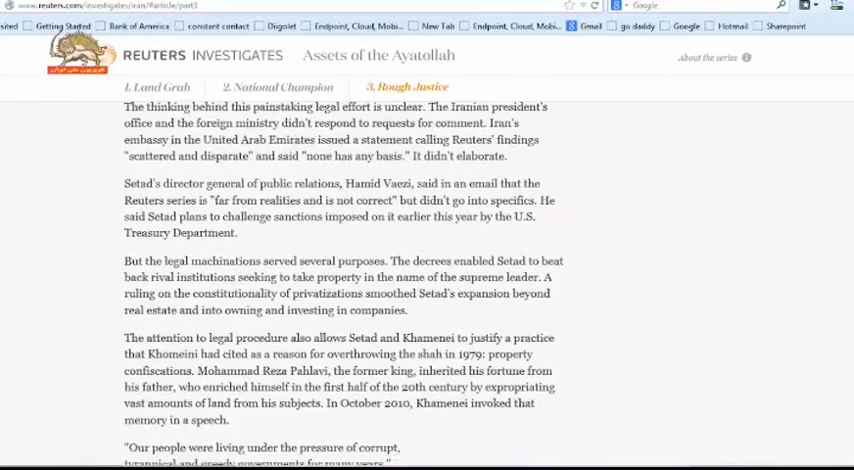 www.reuters.com/investigates/iran/#article/part3
Google
Getting Started
Bank of America
constant contact
Diigolet
Endpoint, Cloud, Mobi...
New Tab
Endpoint, Cloud, Mobi...
Gmail
go daddy
Google
Hotmail
Sharepoint
REUTERS INVESTIGATES
Assets of the Ayatollah
About the series
1. Land Grab
2. National Champion
3. Rough Justice
The thinking behind this painstaking legal effort is unclear. The Iranian president's
office and the foreign ministry didn't respond to requests for comment. Iran's
embassy in the United Arab Emirates issued a statement calling Reuters' findings
"scattered and disparate" and said "none has any basis." It didn't elaborate.
Setad's director general of public relations, Hamid Vaezi, said in an email that the
Reuters series is "far from realities and is not correct" but didn't go into specifics. He
said Setad plans to challenge sanctions imposed on it earlier this year by the U.S.
Treasury Department.
But the legal machinations served several purposes. The decrees enabled Setad to beat
back rival institutions seeking to take property in the name of the supreme leader. A
ruling on the constitutionality of privatizations smoothed Setad's expansion beyond
real estate and into owning and investing in companies.
The attention to legal procedure also allows Setad and Khamenei to justify a practice
that Khomeini had cited as a reason for overthrowing the shah in 1979: property
confiscations. Mohammad Reza Pahlavi, the former king, inherited his fortune from
his father, who enriched himself in the first half of the 20th century by expropriating
vast amounts of land from his subjects. In October 2010, Khamenei invoked that
memory in a speech.
"Our people were living under the pressure of corrupt,
tyrannical and greedy governments for many years."